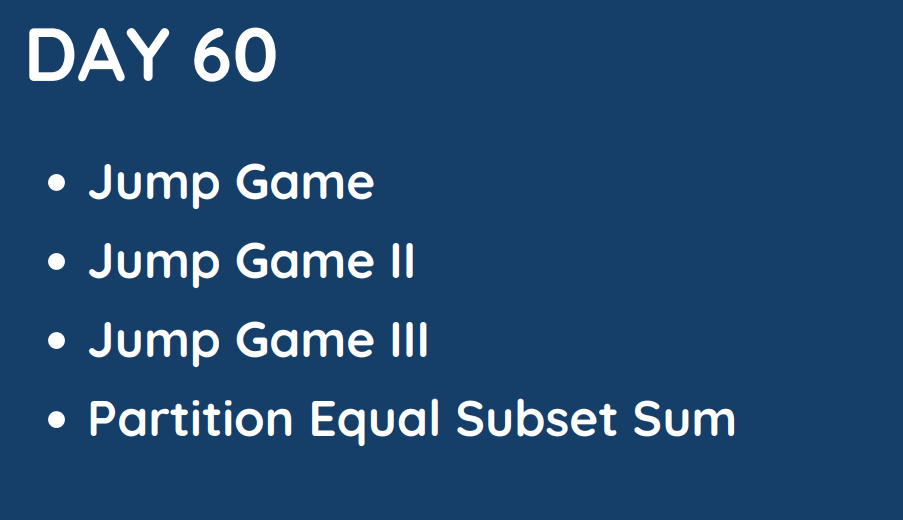 DAY 60
• Jump Game
• Jump Game II
• Jump Game III
• Partition Equal Subset Sum